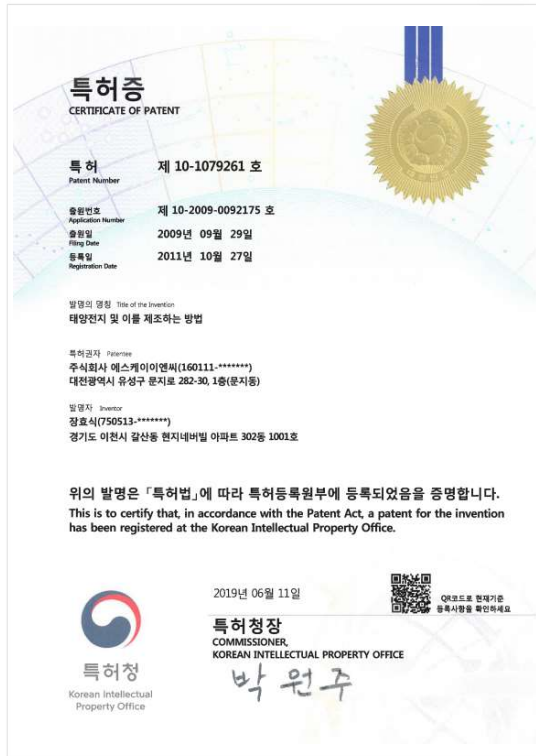 특허증
CERTIFICATE OF PATENT
특 허 제 10-1079261 호
Patent Number
출원번호 제 10-2009-0092175 호
Application Number
출원일 2009년 09월 29일
Filing Date
등록일 2011년 10월 27일
Registration Date
발명의 명칭 Title of the Invention
태양전지 및 이를 제조하는 방법
특허권자 Patentee
주식회사 에스케이이엔씨(160111-*******)
대전광역시 유성구 문지로 282-30, 1층(문지동)
발명자 Inventor
장효식(750513-*******)
경기도 이천시 갈산동 현지네버빌 아파트 302동 1001호
위의 발명은 「특허법」에 따라 특허등록원부에 등록되었음을 증명합니다.
This is to certify that, in accordance with the Patent Act, a patent for the invention
has been registered at the Korean Intellectual Property Office.
2019년 06월 11일
QR코드로 현재기준
등록사항을 확인하세요
특허청장
COMMISSIONER,
KOREAN INTELLECTUAL PROPERTY OFFICE
박원주
특허청
Korean Intellectual
Property Office